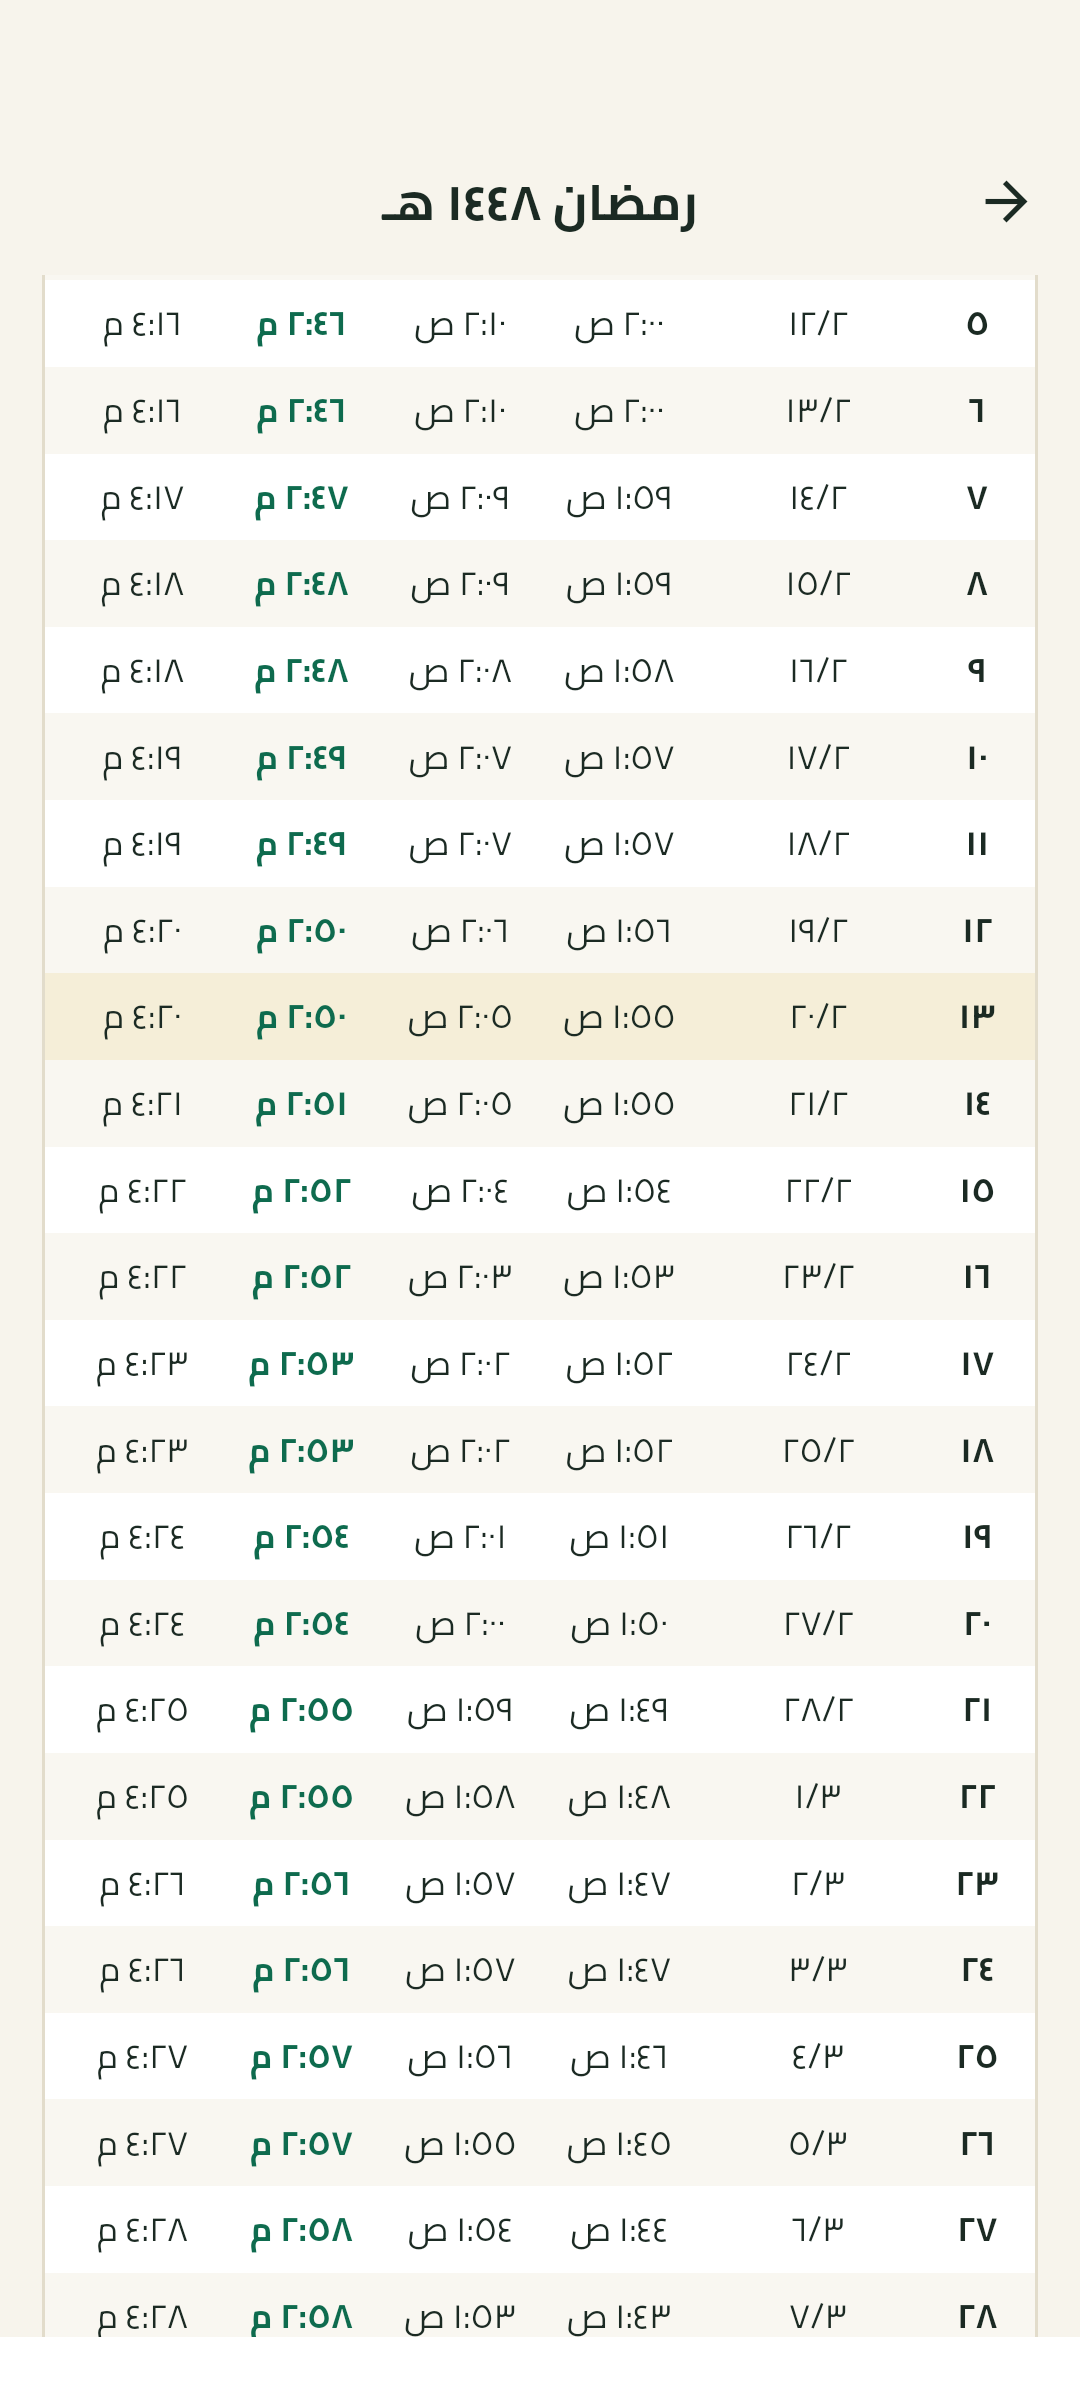 رمضان ١٤٤٨ هـ
٥ ١٢/٢ ٢:٠٠ ص ٢:١٠ ص ٢:٤٦ م ٤:١٦ م
٦ ١٣/٢ ٢:٠٠ ص ٢:١٠ ص ٢:٤٦ م ٤:١٦ م
٧ ١٤/٢ ١:٥٩ ص ٢:٠٩ ص ٢:٤٧ م ٤:١٧ م
٨ ١٥/٢ ١:٥٩ ص ٢:٠٩ ص ٢:٤٨ م ٤:١٨ م
٩ ١٦/٢ ١:٥٨ ص ٢:٠٨ ص ٢:٤٨ م ٤:١٨ م
١٠ ١٧/٢ ١:٥٧ ص ٢:٠٧ ص ٢:٤٩ م ٤:١٩ م
١١ ١٨/٢ ١:٥٧ ص ٢:٠٧ ص ٢:٤٩ م ٤:١٩ م
١٢ ١٩/٢ ١:٥٦ ص ٢:٠٦ ص ٢:٥٠ م ٤:٢٠ م
١٣ ٢٠/٢ ١:٥٥ ص ٢:٠٥ ص ٢:٥٠ م ٤:٢٠ م
١٤ ٢١/٢ ١:٥٥ ص ٢:٠٥ ص ٢:٥١ م ٤:٢١ م
١٥ ٢٢/٢ ١:٥٤ ص ٢:٠٤ ص ٢:٥٢ م ٤:٢٢ م
١٦ ٢٣/٢ ١:٥٣ ص ٢:٠٣ ص ٢:٥٢ م ٤:٢٢ م
١٧ ٢٤/٢ ١:٥٢ ص ٢:٠٢ ص ٢:٥٣ م ٤:٢٣ م
١٨ ٢٥/٢ ١:٥٢ ص ٢:٠٢ ص ٢:٥٣ م ٤:٢٣ م
١٩ ٢٦/٢ ١:٥١ ص ٢:٠١ ص ٢:٥٤ م ٤:٢٤ م
٢٠ ٢٧/٢ ١:٥٠ ص ٢:٠٠ ص ٢:٥٤ م ٤:٢٤ م
٢١ ٢٨/٢ ١:٤٩ ص ١:٥٩ ص ٢:٥٥ م ٤:٢٥ م
٢٢ ١/٣ ١:٤٨ ص ١:٥٨ ص ٢:٥٥ م ٤:٢٥ م
٢٣ ٢/٣ ١:٤٧ ص ١:٥٧ ص ٢:٥٦ م ٤:٢٦ م
٢٤ ٣/٣ ١:٤٧ ص ١:٥٧ ص ٢:٥٦ م ٤:٢٦ م
٢٥ ٤/٣ ١:٤٦ ص ١:٥٦ ص ٢:٥٧ م ٤:٢٧ م
٢٦ ٥/٣ ١:٤٥ ص ١:٥٥ ص ٢:٥٧ م ٤:٢٧ م
٢٧ ٦/٣ ١:٤٤ ص ١:٥٤ ص ٢:٥٨ م ٤:٢٨ م
٢٨ ٧/٣ ١:٤٣ ص ١:٥٣ ص ٢:٥٨ م ٤:٢٨ م